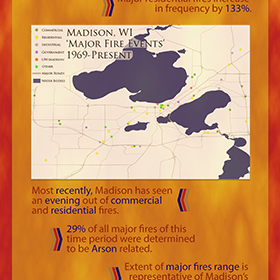 Major residential fires increase
in frequency by 133%.
Commercial
Residential
Industrial
Government
UW-Madison
Other
Major Roads
Water Bodies
Madison, WI
'Major Fire Events'
1969-Present
Most recently, Madison has seen
an evening out of commercial
and residential fires.
29% of all major fires of this
time period were determined
to be Arson related.
Extent of major fires range is
representative of Madison's